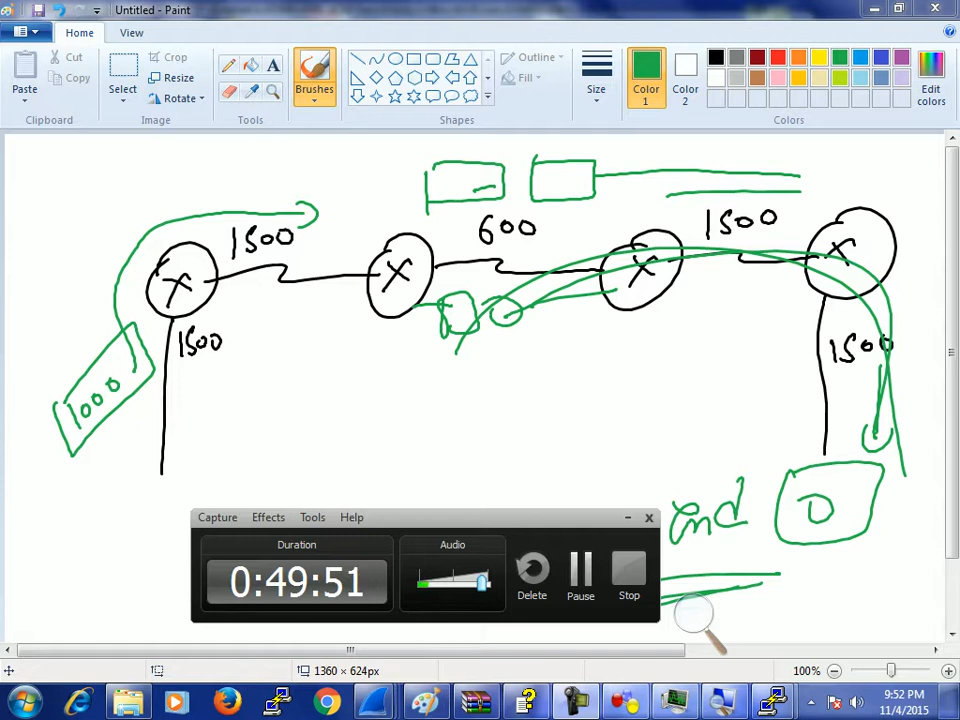 Untitled - Paint
Home View
Paste
Cut
Copy
Clipboard
Select
Crop
Resize
Rotate
Image
Tools
Brushes
Shapes
Outline
Fill
Size
Color 1
Color 2
Edit colors
Colors
1500
600
1500
X
X
X
X
1500
1500
1000
End
D
Capture Effects Tools Help
Duration
0:49:51
Audio
Delete
Pause
Stop
1360 × 624px
100%
9:52 PM
11/4/2015